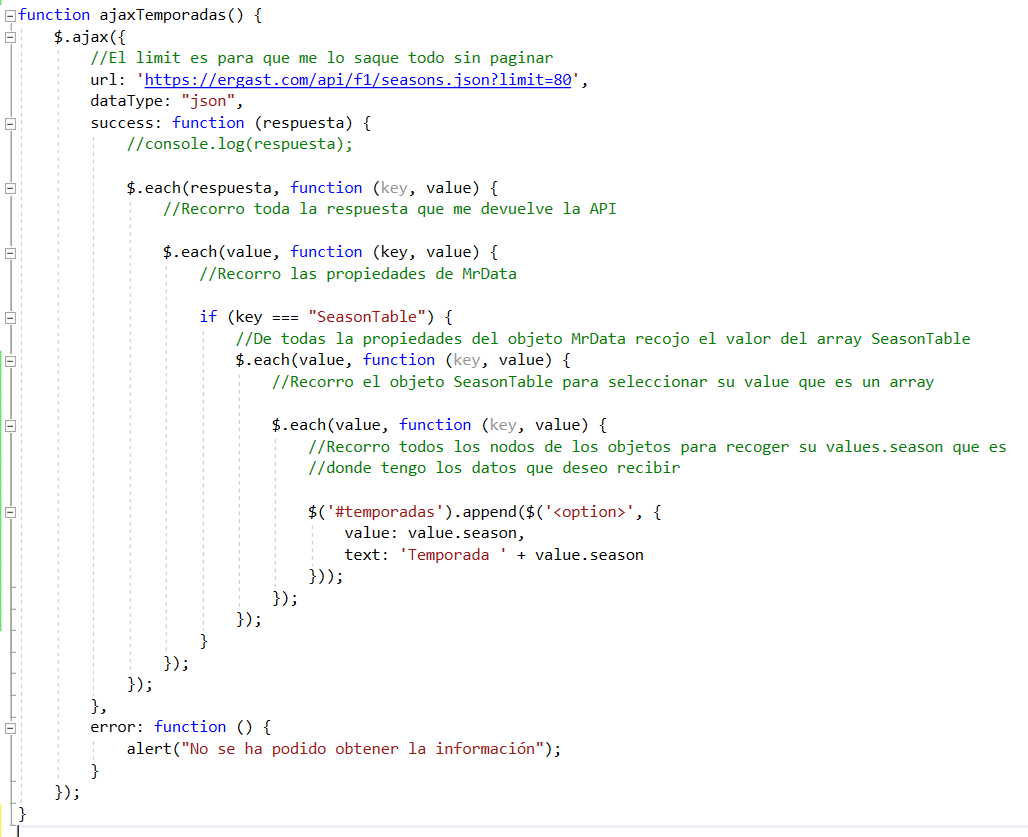 function ajaxTemporadas() {
    $.ajax({
        //El limit es para que me lo saque todo sin paginar
        url: 'https://ergast.com/api/f1/seasons.json?limit=80',
        dataType: "json",
        success: function (respuesta) {
            //console.log(respuesta);

            $.each(respuesta, function (key, value) {
                //Recorro toda la respuesta que me devuelve la API

                $.each(value, function (key, value) {
                    //Recorro las propiedades de MrData

                    if (key === "SeasonTable") {
                        //De todas la propiedades del objeto MrData recojo el valor del array SeasonTable
                        $.each(value, function (key, value) {
                            //Recorro el objeto SeasonTable para seleccionar su value que es un array

                            $.each(value, function (key, value) {
                                //Recorro todos los nodos de los objetos para recoger su values.season que es
                                //donde tengo los datos que deseo recibir

                                $('#temporadas').append($('<option>', {
                                    value: value.season,
                                    text: 'Temporada ' + value.season
                                }));
                            });
                        });
                    }
                });
            });
        },
        error: function () {
            alert("No se ha podido obtener la información");
        }
    });
}